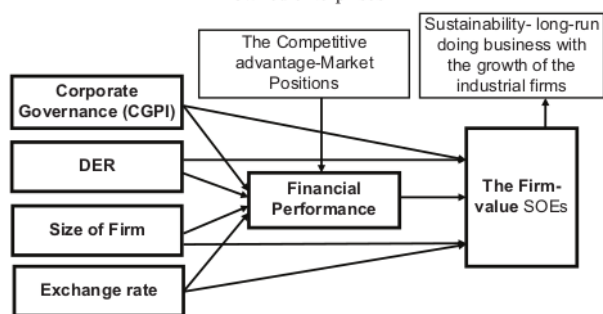 The Competitive
advantage-Market
Positions
Sustainability- long-run
doing business with
the growth of the
industrial firms
Corporate
Governance (CGPI)
DER
Size of Firm
Exchange rate
Financial
Performance
The Firm-
value SOEs